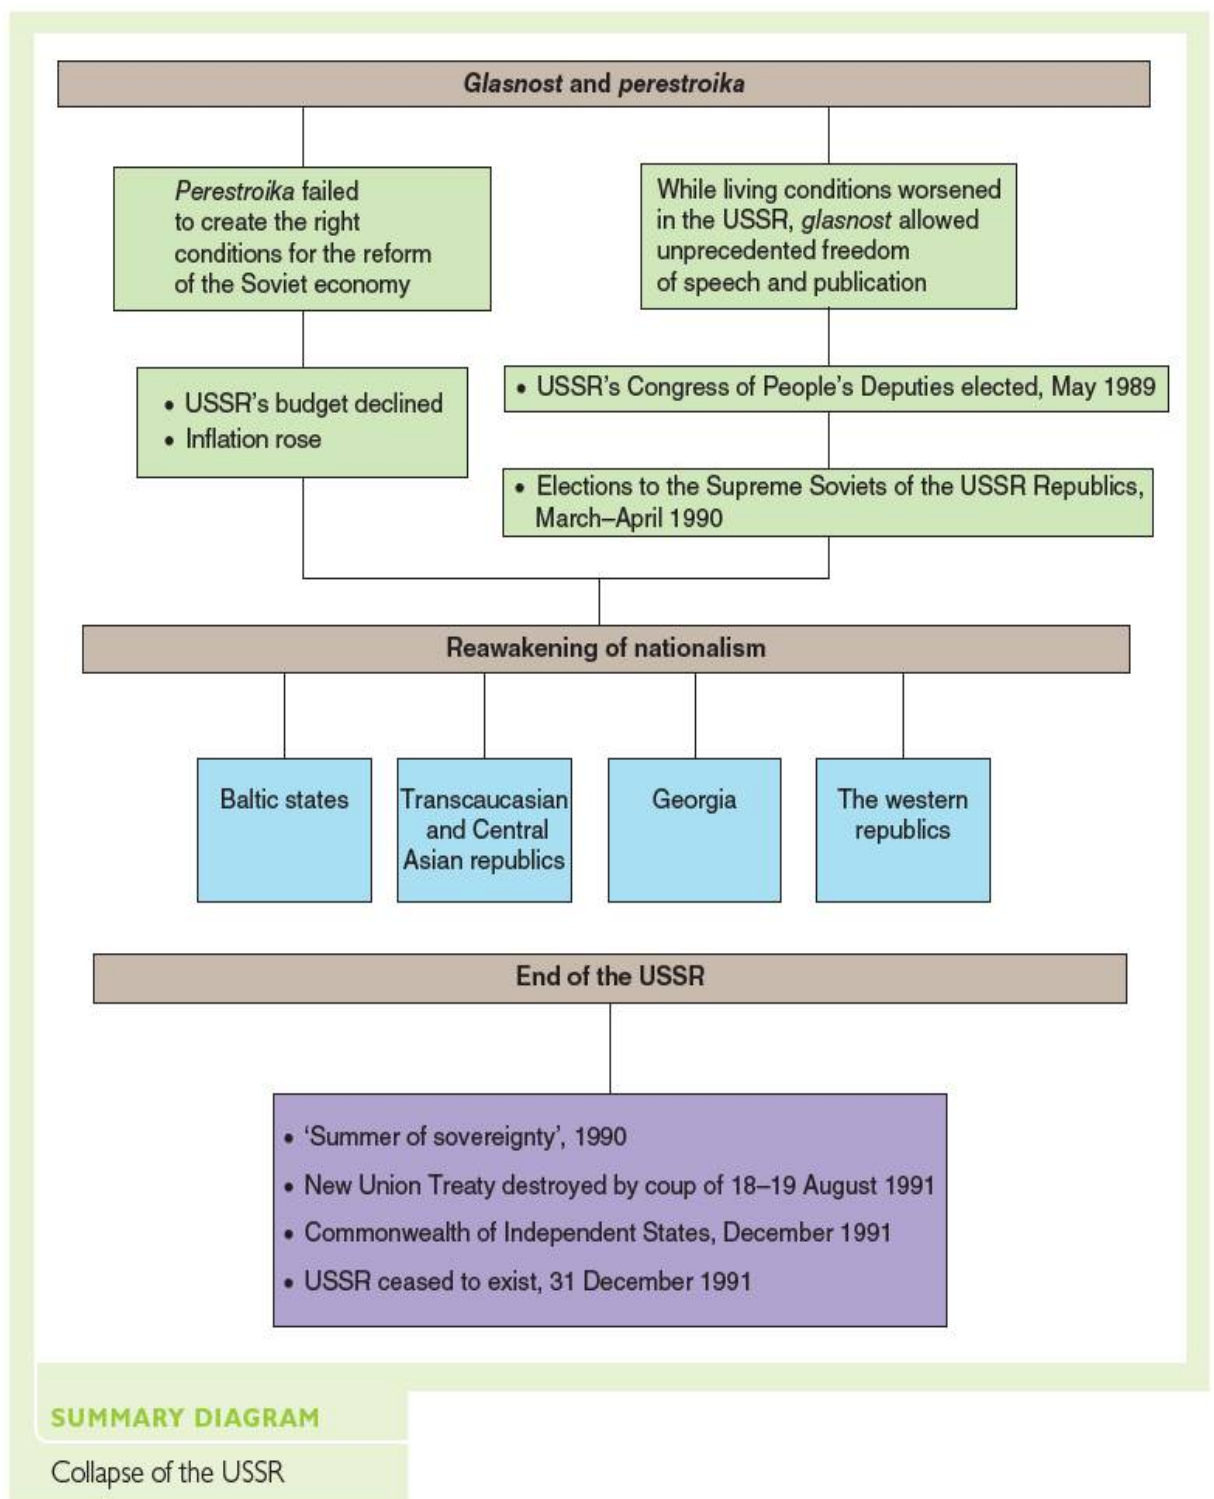 Glasnost and perestroika
Perestroika failed
to create the right
conditions for the reform
of the Soviet economy
While living conditions worsened
in the USSR, glasnost allowed
unprecedented freedom
of speech and publication
• USSR’s budget declined
• Inflation rose
• USSR’s Congress of People’s Deputies elected, May 1989
• Elections to the Supreme Soviets of the USSR Republics,
March–April 1990
Reawakening of nationalism
Baltic states
Transcaucasian
and Central
Asian republics
Georgia
The western
republics
End of the USSR
• ‘Summer of sovereignty’, 1990
• New Union Treaty destroyed by coup of 18–19 August 1991
• Commonwealth of Independent States, December 1991
• USSR ceased to exist, 31 December 1991
SUMMARY DIAGRAM
Collapse of the USSR